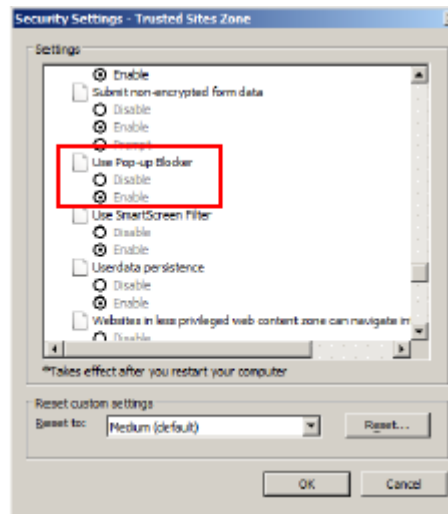 Security Settings - Trusted Sites Zone
Settings
Enable
Submit non-encrypted form data
Disable
Enable
Prompt
Use Pop-up Blocker
Disable
Enable
Use SmartScreen Filter
Disable
Enable
Userdata persistence
Disable
Enable
Websites in less privileged web content zone can navigate in
Disable
*Takes effect after you restart your computer
Reset custom settings
Reset to:
Medium (default)
Reset...
OK
Cancel